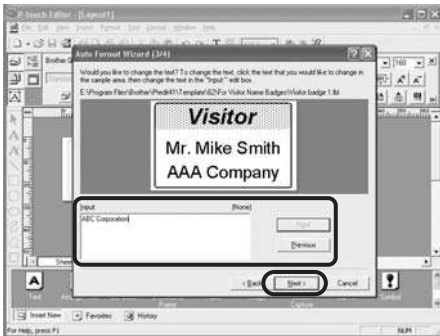 P-touch Editor - [Layout1]
Auto Format Wizard (3/4)
Would you like to change the text? To change the text, click the text that you would like to change in
the sample area, then change the text in the "Input" edit box.
E:\Program Files\Brother\Ptedit41\Template\62\For Visitor Name Badges\Visitor badge 1.lbl
Visitor
Mr. Mike Smith
AAA Company
Input
(None)
ABC Corporation
Next
Previous
< Back
Next >
Cancel
Text
Frame
Capture
Symbol
Insert New
Favorites
History
For Help, press F1
NUM